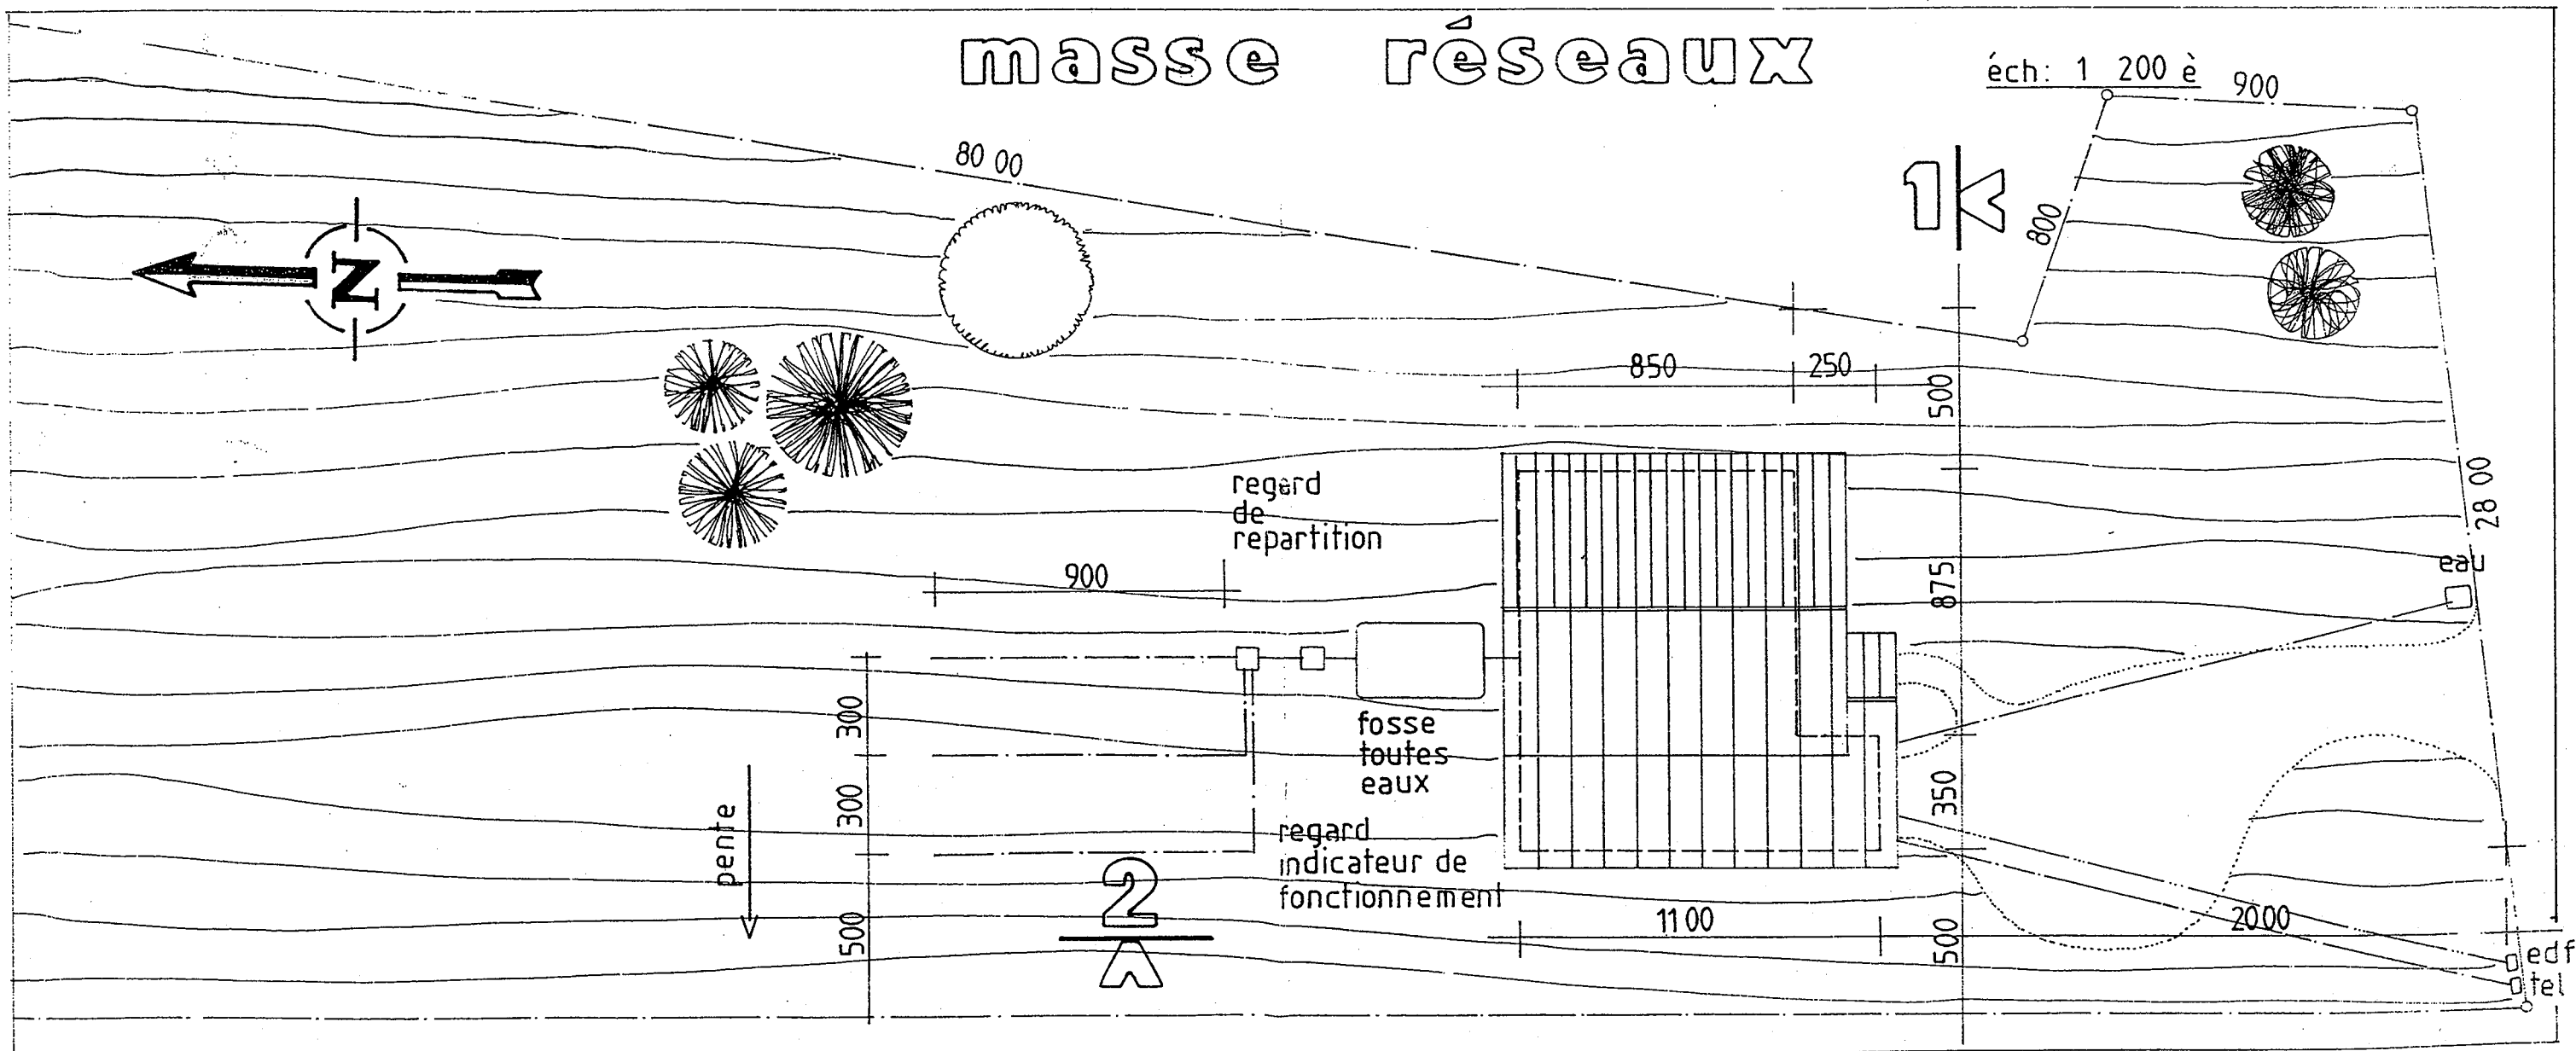 masse réseaux
éch: 1 200 è
900
80 00
1
800
N
850
250
500
regard
de
repartition
28 00
875
eau
900
300
fosse
toutes
eaux
300
350
pente
regard
indicateur de
fonctionnement
2
500
1100
500
2000
edf
tel